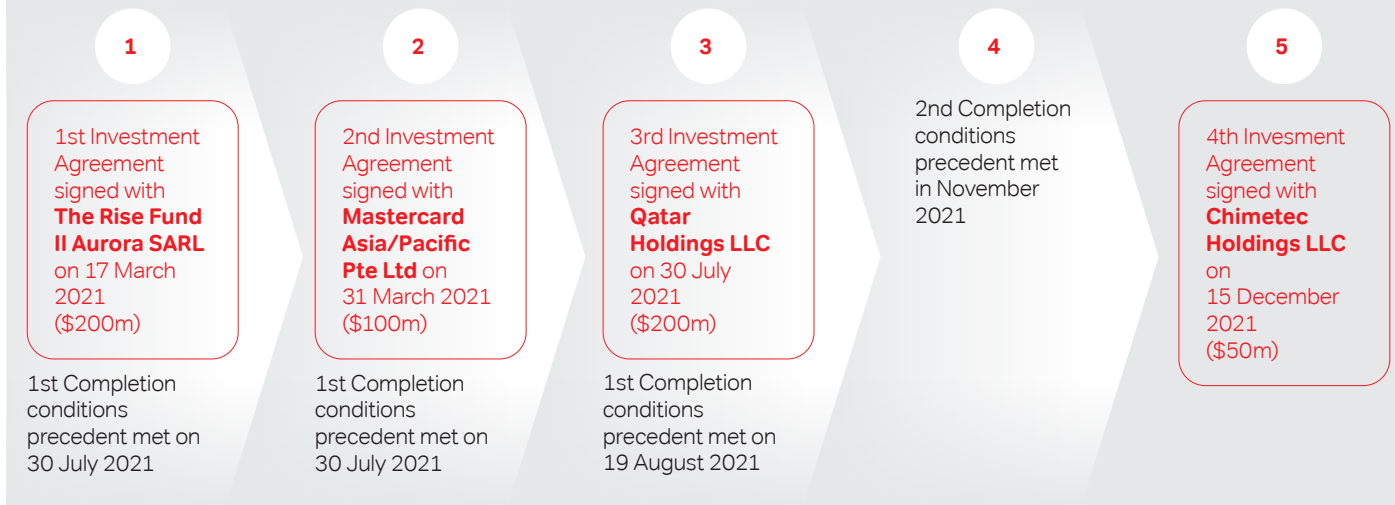 1
1st Investment
Agreement
signed with
The Rise Fund
II Aurora SARL
on 17 March
2021
($200m)
1st Completion
conditions
precedent met on
30 July 2021
2
2nd Investment
Agreement
signed with
Mastercard
Asia/Pacific
Pte Ltd on
31 March 2021
($100m)
1st Completion
conditions
precedent met on
30 July 2021
3
3rd Investment
Agreement
signed with
Qatar
Holdings LLC
on 30 July
2021
($200m)
1st Completion
conditions
precedent met on
19 August 2021
4
2nd Completion
conditions
precedent met
in November
2021
5
4th Invesment
Agreement
signed with
Chimetec
Holdings LLC
on
15 December
2021
($50m)